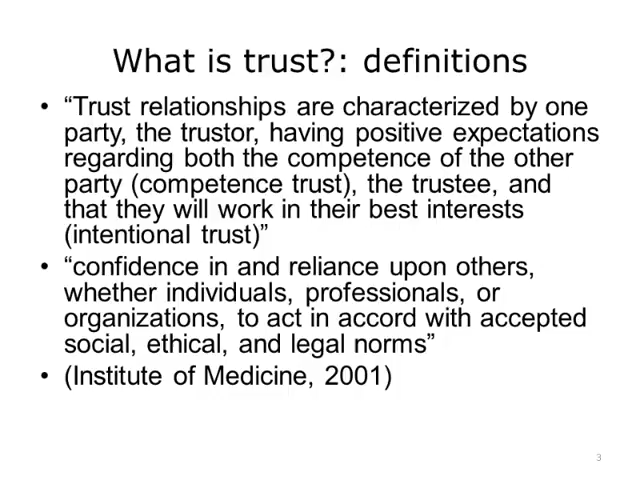 What is trust?: definitions
• “Trust relationships are characterized by one
party, the trustor, having positive expectations
regarding both the competence of the other
party (competence trust), the trustee, and
that they will work in their best interests
(intentional trust)”
• “confidence in and reliance upon others,
whether individuals, professionals, or
organizations, to act in accord with accepted
social, ethical, and legal norms”
• (Institute of Medicine, 2001)
3